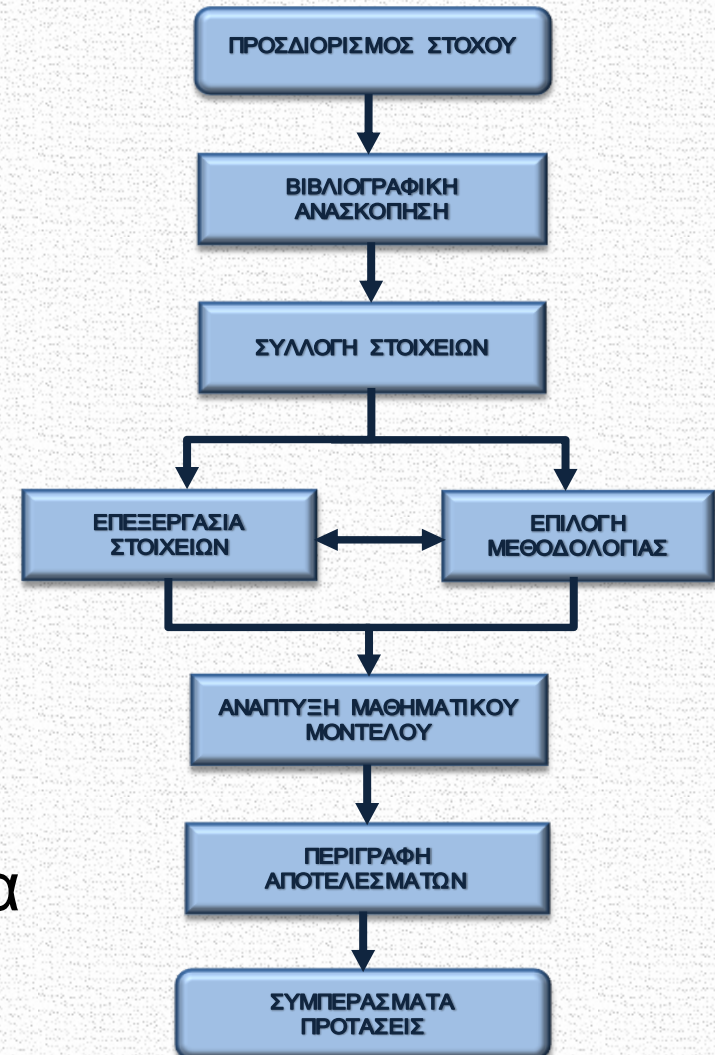 ΠΡΟΣΔΙΟΡΙΣΜΟΣ ΣΤΟΧΟΥ
ΒΙΒΛΙΟΓΡΑΦΙΚΗ
ΑΝΑΣΚΟΠΗΣΗ
ΣΥΛΛΟΓΗ ΣΤΟΙΧΕΙΩΝ
ΕΠΕΞΕΡΓΑΣΙΑ
ΣΤΟΙΧΕΙΩΝ
ΕΠΙΛΟΓΗ
ΜΕΘΟΔΟΛΟΓΙΑΣ
ΑΝΑΠΤΥΞΗ ΜΑΘΗΜΑΤΙΚΟΥ
ΜΟΝΤΕΛΟΥ
ΠΕΡΙΓΡΑΦΗ
ΑΠΟΤΕΛΕΣΜΑΤΩΝ
ΣΥΜΠΕΡΑΣΜΑΤΑ
ΠΡΟΤΑΣΕΙΣ